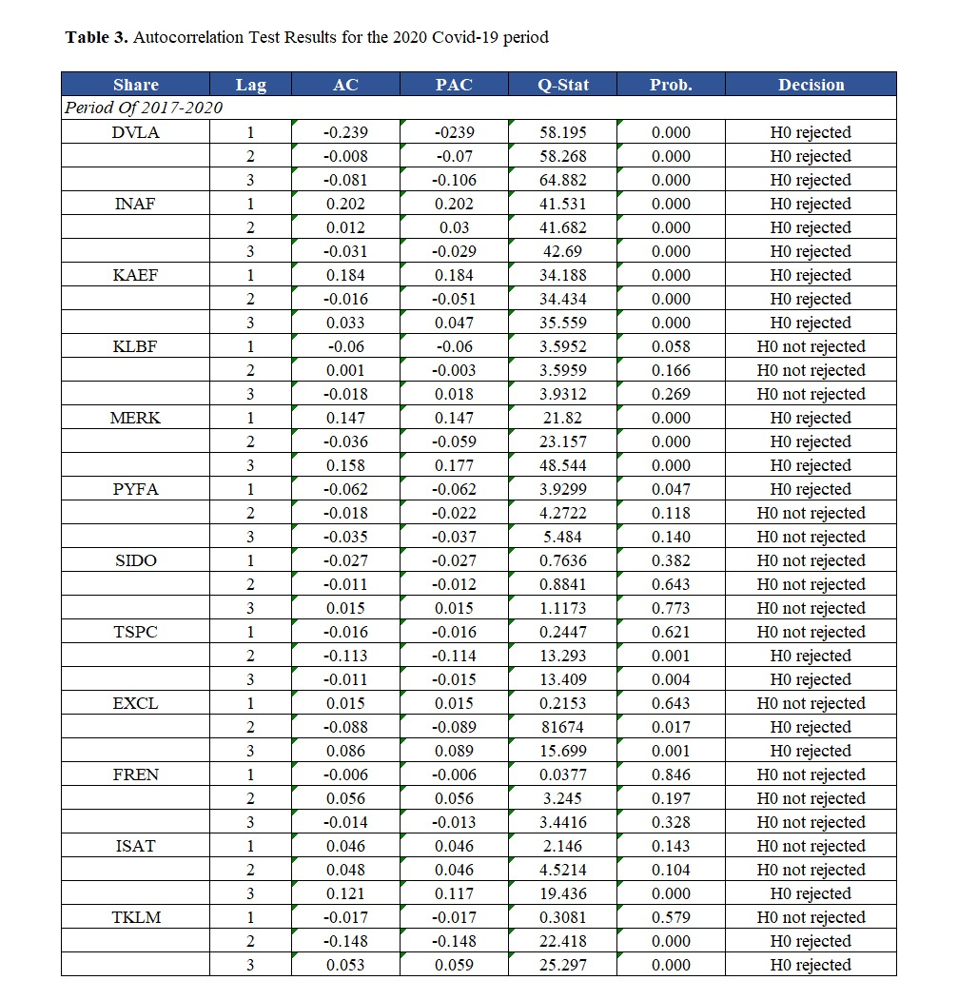 Table 3. Autocorrelation Test Results for the 2020 Covid-19 period
Share Lag AC PAC Q-Stat Prob. Decision
Period Of 2017-2020
DVLA 1 -0.239 -0239 58.195 0.000 H0 rejected
2 -0.008 -0.07 58.268 0.000 H0 rejected
3 -0.081 -0.106 64.882 0.000 H0 rejected
INAF 1 0.202 0.202 41.531 0.000 H0 rejected
2 0.012 0.03 41.682 0.000 H0 rejected
3 -0.031 -0.029 42.69 0.000 H0 rejected
KAEF 1 0.184 0.184 34.188 0.000 H0 rejected
2 -0.016 -0.051 34.434 0.000 H0 rejected
3 0.033 0.047 35.559 0.000 H0 rejected
KLBF 1 -0.06 -0.06 3.5952 0.058 H0 not rejected
2 0.001 -0.003 3.5959 0.166 H0 not rejected
3 -0.018 0.018 3.9312 0.269 H0 not rejected
MERK 1 0.147 0.147 21.82 0.000 H0 rejected
2 -0.036 -0.059 23.157 0.000 H0 rejected
3 0.158 0.177 48.544 0.000 H0 rejected
PYFA 1 -0.062 -0.062 3.9299 0.047 H0 rejected
2 -0.018 -0.022 4.2722 0.118 H0 not rejected
3 -0.035 -0.037 5.484 0.140 H0 not rejected
SIDO 1 -0.027 -0.027 0.7636 0.382 H0 not rejected
2 -0.011 -0.012 0.8841 0.643 H0 not rejected
3 0.015 0.015 1.1173 0.773 H0 not rejected
TSPC 1 -0.016 -0.016 0.2447 0.621 H0 not rejected
2 -0.113 -0.114 13.293 0.001 H0 rejected
3 -0.011 -0.015 13.409 0.004 H0 rejected
EXCL 1 0.015 0.015 0.2153 0.643 H0 not rejected
2 -0.088 -0.089 81674 0.017 H0 rejected
3 0.086 0.089 15.699 0.001 H0 rejected
FREN 1 -0.006 -0.006 0.0377 0.846 H0 not rejected
2 0.056 0.056 3.245 0.197 H0 not rejected
3 -0.014 -0.013 3.4416 0.328 H0 not rejected
ISAT 1 0.046 0.046 2.146 0.143 H0 not rejected
2 0.048 0.046 4.5214 0.104 H0 not rejected
3 0.121 0.117 19.436 0.000 H0 rejected
TKLM 1 -0.017 -0.017 0.3081 0.579 H0 not rejected
2 -0.148 -0.148 22.418 0.000 H0 rejected
3 0.053 0.059 25.297 0.000 H0 rejected